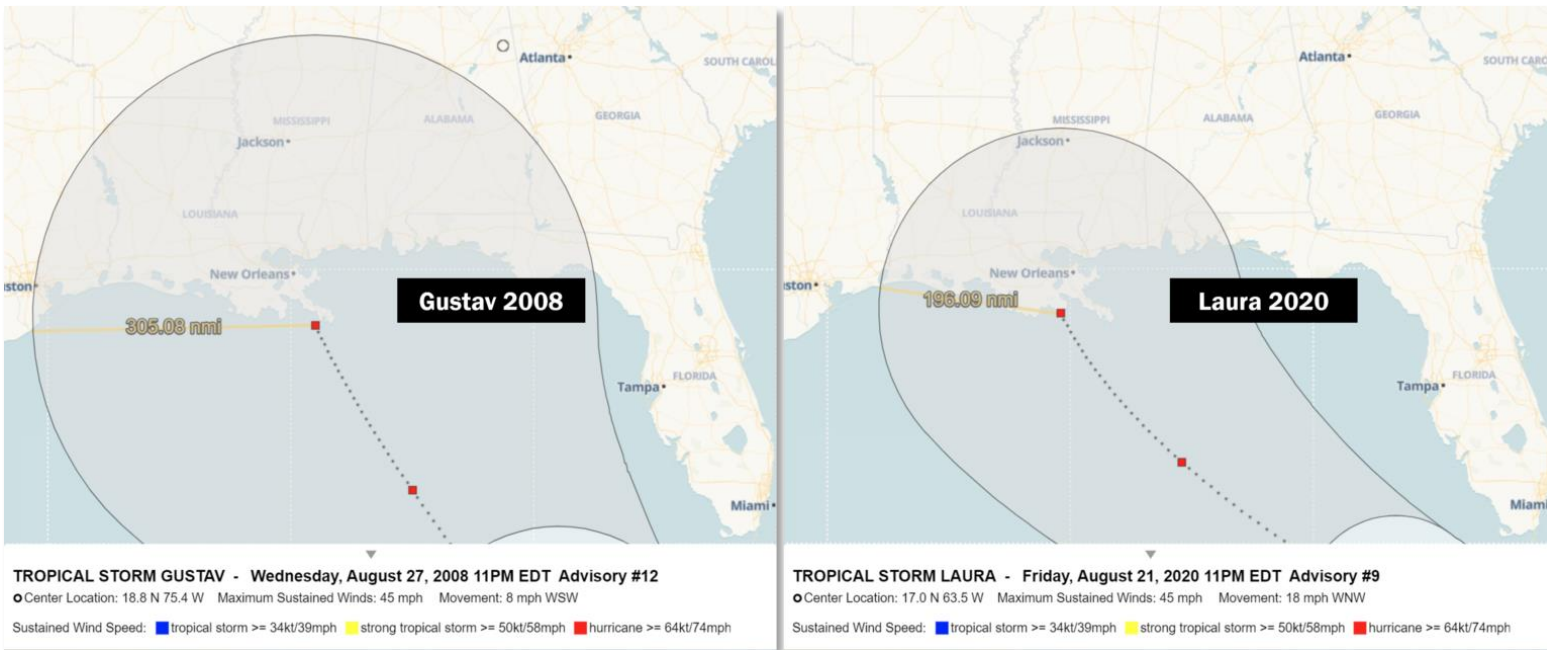 Atlanta
SOUTH CAROL
MISSISSIPPI
ALABAMA
GEORGIA
Jackson
LOUISIANA
New Orleans
ston
Gustav 2008
305.08 nmi
Tampa
FLORIDA
Miami
TROPICAL STORM GUSTAV - Wednesday, August 27, 2008 11PM EDT Advisory #12
Center Location: 18.8 N 75.4 W Maximum Sustained Winds: 45 mph Movement: 8 mph WSW
Sustained Wind Speed: tropical storm >= 34kt/39mph strong tropical storm >= 50kt/58mph hurricane >= 64kt/74mph
Atlanta
SOUTH CARO
MISSISSIPPI
ALABAMA
GEORGIA
Jackson
LOUISIANA
New Orleans
ston
196.09 nmi
Laura 2020
Tampa
FLORIDA
Miami
TROPICAL STORM LAURA - Friday, August 21, 2020 11PM EDT Advisory #9
Center Location: 17.0 N 63.5 W Maximum Sustained Winds: 45 mph Movement: 18 mph WNW
Sustained Wind Speed: tropical storm >= 34kt/39mph strong tropical storm >= 50kt/58mph hurricane >= 64kt/74mph